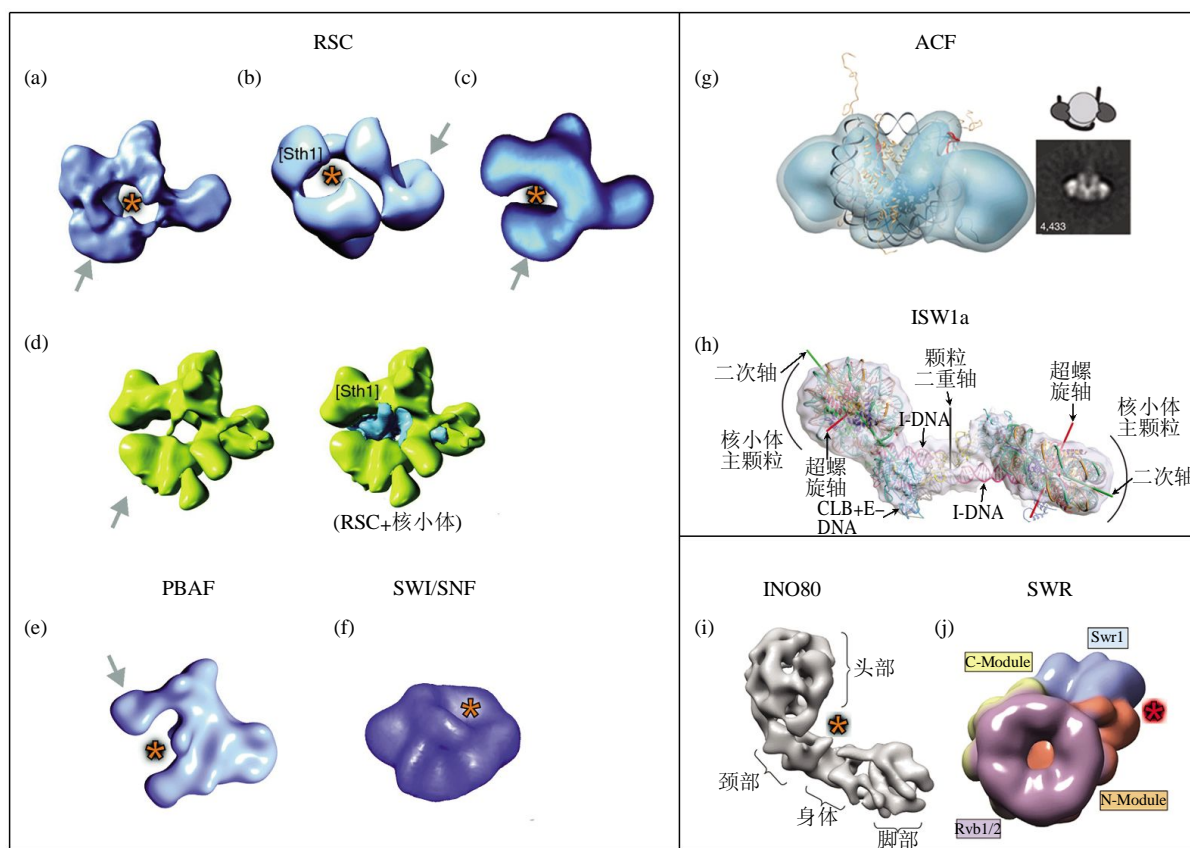 RSC
(a)
(b)
(c)
[Sth1]
(d)
[Sth1]
(RSC+核小体)
PBAF
SWI/SNF
(e)
(f)
ACF
(g)
4,433
ISW1a
(h)
二次轴
颗粒
二重轴
超螺
旋轴
I-DNA
核小体
主颗粒
核小体
主颗粒
超螺
旋轴
二次轴
CLB+E-
DNA
I-DNA
INO80
SWR
(i)
(j)
头部
颈部
身体
脚部
Swr1
C-Module
N-Module
Rvb1/2